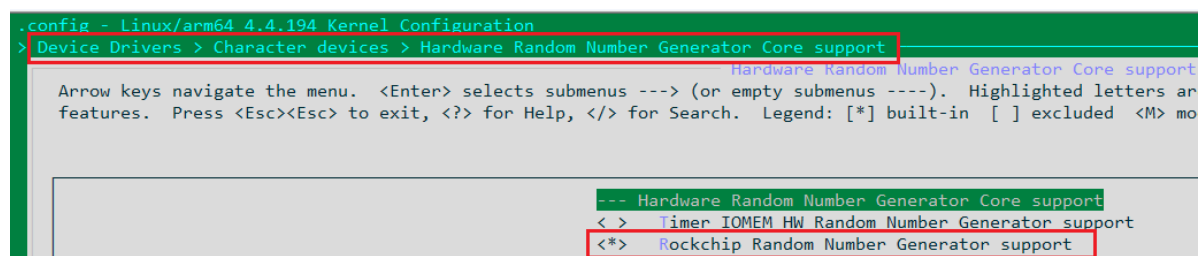 .config - Linux/arm64 4.4.194 Kernel Configuration
> Device Drivers > Character devices > Hardware Random Number Generator Core support
Hardware Random Number Generator Core support
Arrow keys navigate the menu. <Enter> selects submenus ---> (or empty submenus ----). Highlighted letters ar
features. Press <Esc><Esc> to exit, <?> for Help, </> for Search. Legend: [*] built-in [ ] excluded <M> mo
--- Hardware Random Number Generator Core support
< > Timer IOMEM HW Random Number Generator support
<*> Rockchip Random Number Generator support